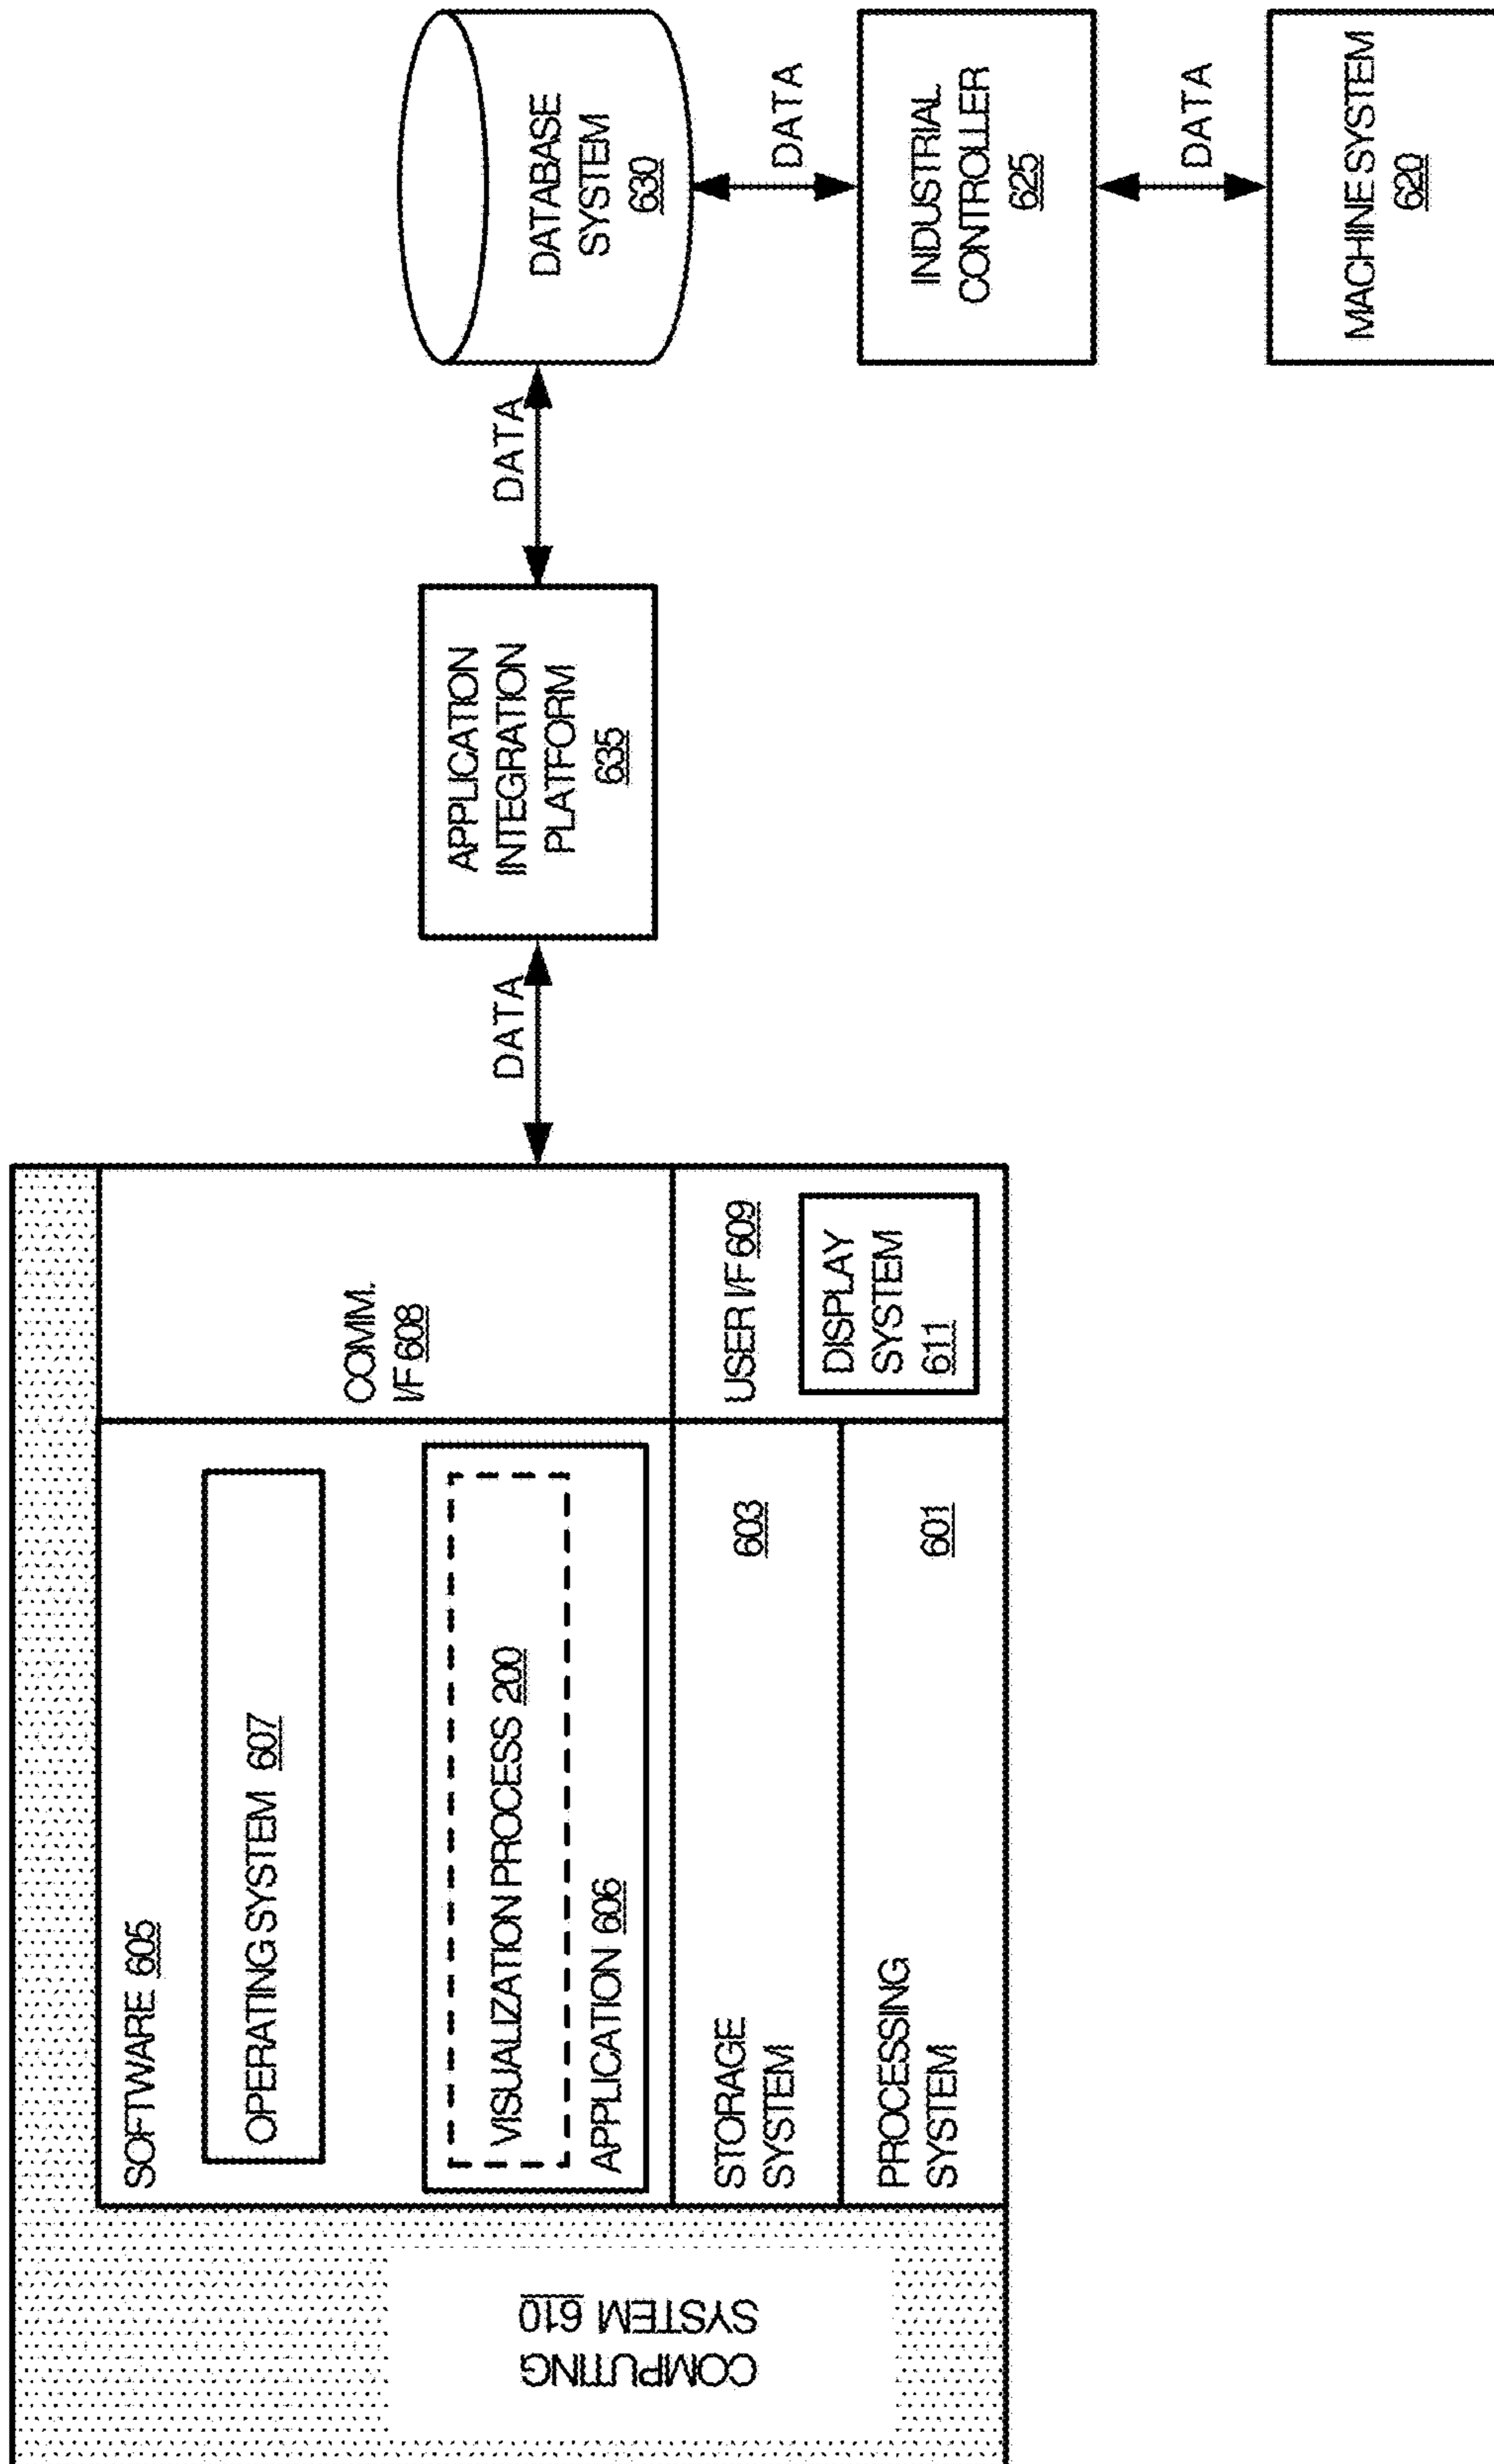 COMPUTING
SYSTEM 610
SOFTWARE 605
OPERATING SYSTEM 607
VISUALIZATION PROCESS 200
APPLICATION 606
STORAGE
SYSTEM
603
PROCESSING
SYSTEM
601
COMM.
I/F 608
USER I/F 609
DISPLAY
SYSTEM
611
DATA
APPLICATION
INTEGRATION
PLATFORM
635
DATA
DATABASE
SYSTEM
630
DATA
INDUSTRIAL
CONTROLLER
625
DATA
MACHINE SYSTEM
620